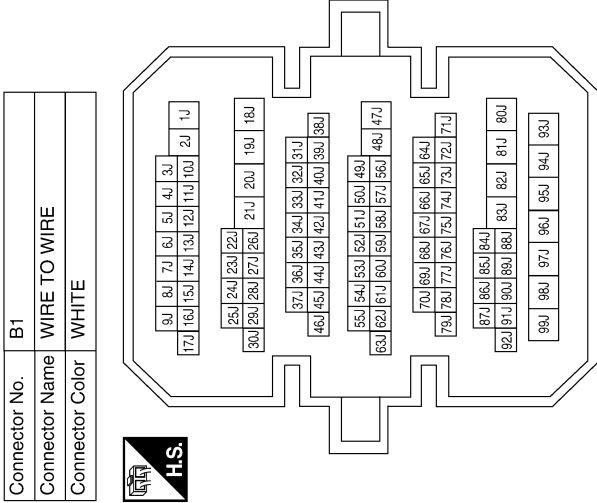 Connector No. B1
Connector Name WIRE TO WIRE
Connector Color WHITE
H.S.
1J 2J
3J 4J 5J 6J 7J 8J 9J
10J 11J 12J 13J 14J 15J 16J 17J
18J 19J 20J 21J
22J 23J 24J 25J
26J 27J 28J 29J 30J
31J 32J 33J 34J 35J 36J 37J
38J 39J 40J 41J 42J 43J 44J 45J 46J
47J 48J
49J 50J 51J 52J 53J 54J 55J
56J 57J 58J 59J 60J 61J 62J 63J
64J 65J 66J 67J 68J 69J 70J
71J 72J 73J 74J 75J 76J 77J 78J 79J
80J 81J 82J 83J
84J 85J 86J 87J
88J 89J 90J 91J 92J
93J 94J 95J 96J 97J 98J 99J